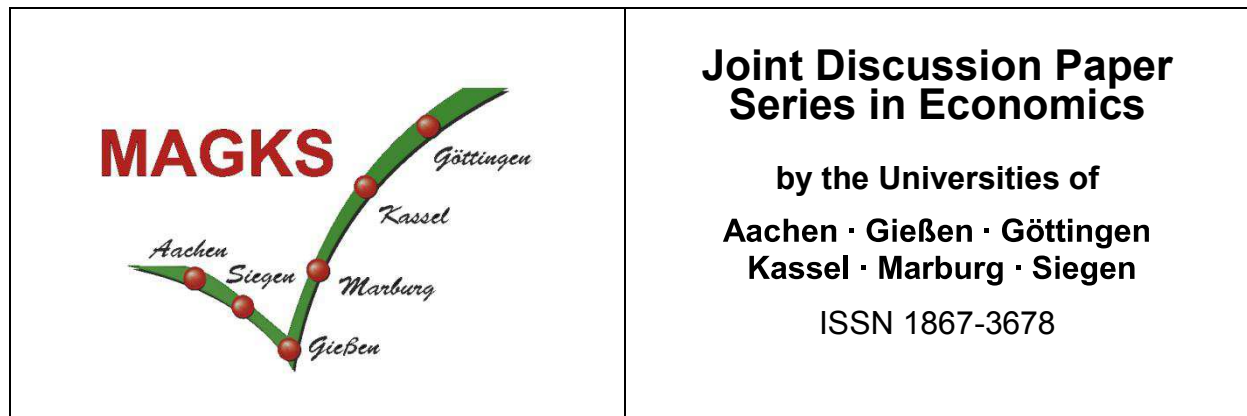 MAGKS
Göttingen
Kassel
Aachen
Siegen
Marburg
Gießen
Joint Discussion Paper
Series in Economics
by the Universities of
Aachen · Gießen · Göttingen
Kassel · Marburg · Siegen
ISSN 1867-3678